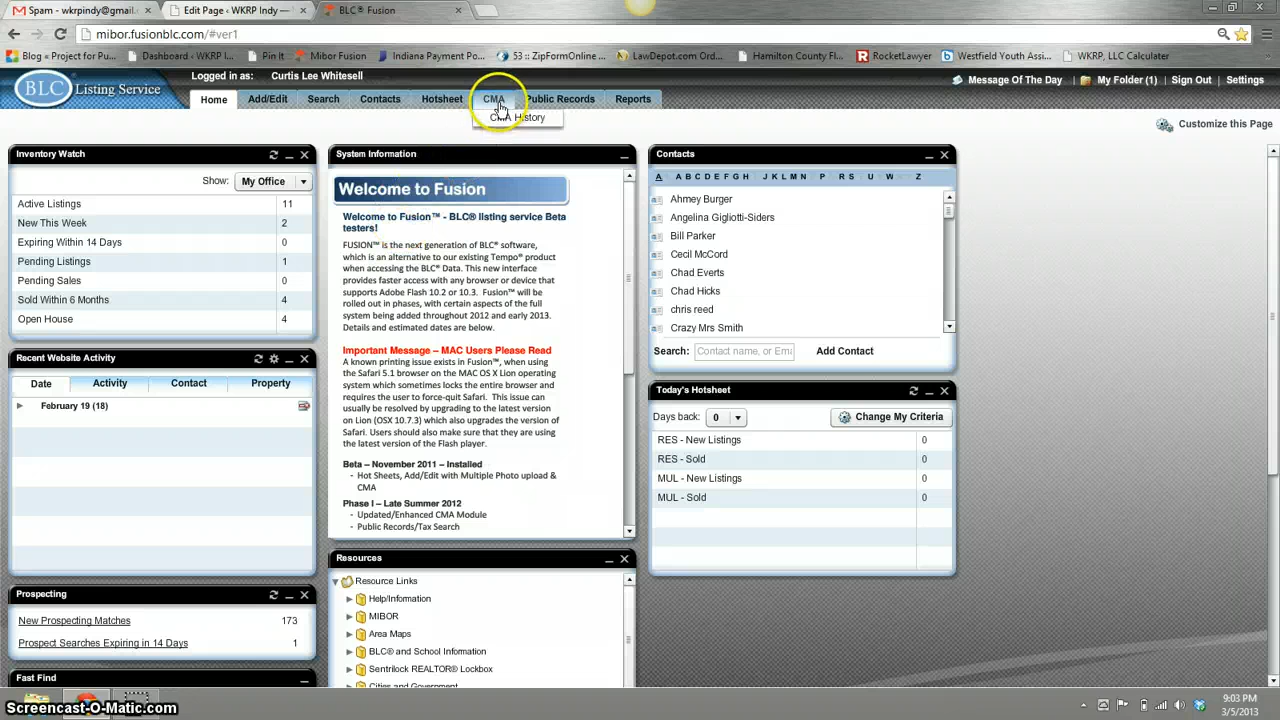 Spam - wkrpindy@gmail.
Edit Page ‹ WKRP Indy —
BLC® Fusion
mibor.fusionblc.com/#ver1
Blog « Project for Pu...
Dashboard ‹ WKRP I...
Pin It
Mibor Fusion
Indiana Payment Po...
53 :: ZipFormOnline ...
LawDepot.com Ord...
Hamilton County Fl...
RocketLawyer
Westfield Youth Assi...
WKRP, LLC Calculater
BLC Listing Service
Logged in as: Curtis Lee Whitesell
Message Of The Day
My Folder (1)
Sign Out
Settings
Home
Add/Edit
Search
Contacts
Hotsheet
CMA
Public Records
Reports
CMA History
Customize this Page
Inventory Watch
Show: My Office
Active Listings 11
New This Week 2
Expiring Within 14 Days 0
Pending Listings 1
Pending Sales 0
Sold Within 6 Months 4
Open House 4
Recent Website Activity
Date Activity Contact Property
February 19 (18)
Prospecting
New Prospecting Matches 173
Prospect Searches Expiring in 14 Days 1
Fast Find
System Information
Welcome to Fusion
Welcome to Fusion™ - BLC® listing service Beta
testers!
FUSION™ is the next generation of BLC® software,
which is an alternative to our existing Tempo® product
when accessing the BLC® Data. This new interface
provides faster access with any browser or device that
supports Adobe Flash 10.2 or 10.3. Fusion™ will be
rolled out in phases, with certain aspects of the full
system being added throughout 2012 and early 2013.
Details and estimated dates are below.
Important Message – MAC Users Please Read
A known printing issue exists in Fusion™, when using
the Safari 5.1 browser on the MAC OS X Lion operating
system which sometimes locks the entire browser and
requires the user to force-quit Safari. This issue can
usually be resolved by upgrading to the latest version
on Lion (OSX 10.7.3) which also upgrades the version of
Safari. Users should also make sure that they are using
the latest version of the Flash player.
Beta – November 2011 – Installed
- Hot Sheets, Add/Edit with Multiple Photo upload &
CMA
Phase I – Late Summer 2012
- Updated/Enhanced CMA Module
- Public Records/Tax Search
Resources
Resource Links
Help/Information
MIBOR
Area Maps
BLC® and School Information
Sentrilock REALTOR® Lockbox
Cities and Government
Contacts
A A B C D E F G H J K L M N P R S U W Z
Ahmey Burger
Angelina Gigliotti-Siders
Bill Parker
Cecil McCord
Chad Everts
Chad Hicks
chris reed
Crazy Mrs Smith
Search: Contact name, or Ema
Add Contact
Today's Hotsheet
Days back: 0
Change My Criteria
RES - New Listings 0
RES - Sold 0
MUL - New Listings 0
MUL - Sold 0
Screencast-O-Matic.com
9:03 PM
3/5/2013